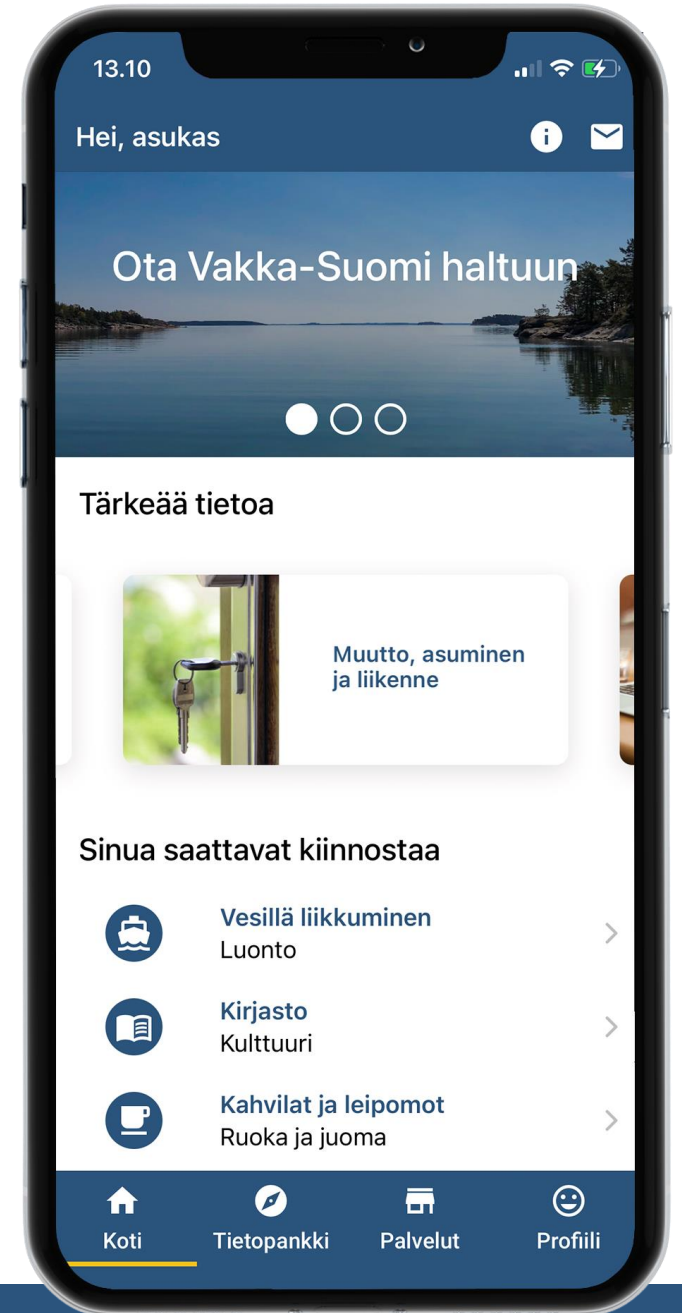 13.10
Hei, asukas
Ota Vakka-Suomi haltuun
Tärkeää tietoa
Muutto, asuminen
ja liikenne
Sinua saattavat kiinnostaa
Vesillä liikkuminen
Luonto
Kirjasto
Kulttuuri
Kahvilat ja leipomot
Ruoka ja juoma
Koti
Tietopankki
Palvelut
Profiili